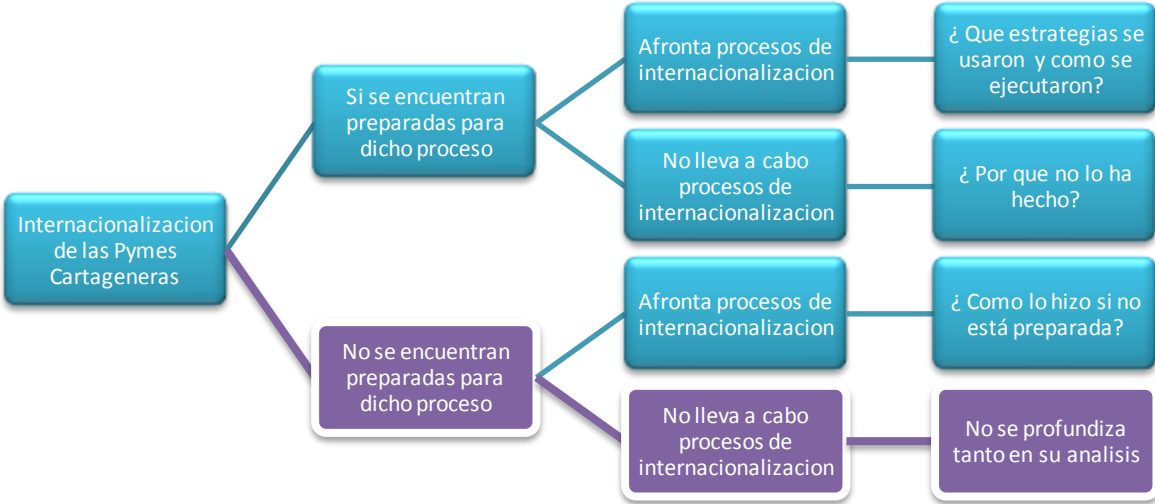 Internacionalizacion
de las Pymes
Cartageneras
Si se encuentran
preparadas para
dicho proceso
Afronta procesos de
internacionalizacion
¿ Que estrategias se
usaron y como se
ejecutaron?
No lleva a cabo
procesos de
internacionalizacion
¿ Por que no lo ha
hecho?
No se encuentran
preparadas para
dicho proceso
Afronta procesos de
internacionalizacion
¿ Como lo hizo si no
está preparada?
No lleva a cabo
procesos de
internacionalizacion
No se profundiza
tanto en su analisis